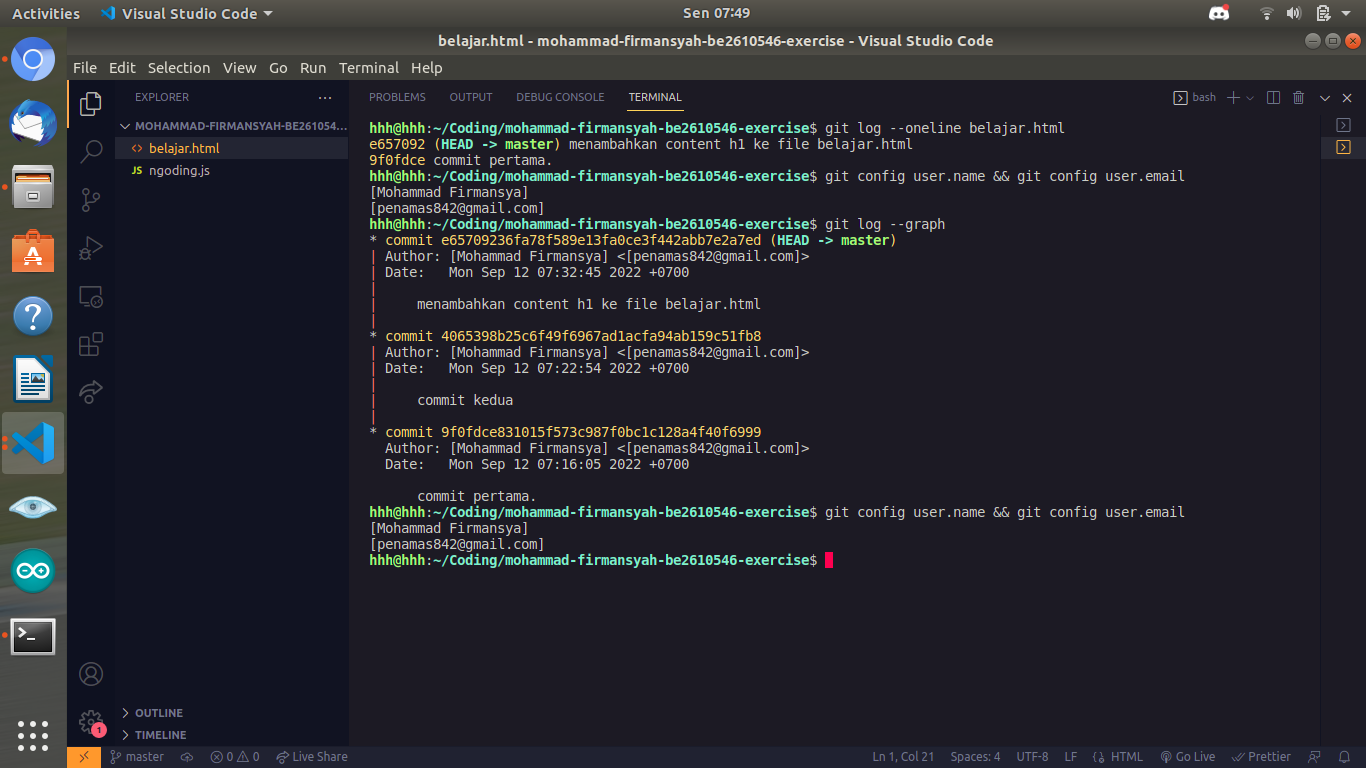 Activities Visual Studio Code Sen 07:49
belajar.html - mohammad-firmansyah-be2610546-exercise - Visual Studio Code
File Edit Selection View Go Run Terminal Help
EXPLORER ...
MOHAMMAD-FIRMANSYAH-BE261054...
<> belajar.html
JS ngoding.js
PROBLEMS OUTPUT DEBUG CONSOLE TERMINAL bash
hhh@hhh:~/Coding/mohammad-firmansyah-be2610546-exercise$ git log --oneline belajar.html
e657092 (HEAD -> master) menambahkan content h1 ke file belajar.html
9f0fdce commit pertama.
hhh@hhh:~/Coding/mohammad-firmansyah-be2610546-exercise$ git config user.name && git config user.email
[Mohammad Firmansya]
[penamas842@gmail.com]
hhh@hhh:~/Coding/mohammad-firmansyah-be2610546-exercise$ git log --graph
* commit e65709236fa78f589e13fa0ce3f442abb7e2a7ed (HEAD -> master)
| Author: [Mohammad Firmansya] <[penamas842@gmail.com]>
| Date:   Mon Sep 12 07:32:45 2022 +0700
|
|     menambahkan content h1 ke file belajar.html
|
* commit 4065398b25c6f49f6967ad1acfa94ab159c51fb8
| Author: [Mohammad Firmansya] <[penamas842@gmail.com]>
| Date:   Mon Sep 12 07:22:54 2022 +0700
|
|     commit kedua
|
* commit 9f0fdce831015f573c987f0bc1c128a4f40f6999
  Author: [Mohammad Firmansya] <[penamas842@gmail.com]>
  Date:   Mon Sep 12 07:16:05 2022 +0700
      commit pertama.
hhh@hhh:~/Coding/mohammad-firmansyah-be2610546-exercise$ git config user.name && git config user.email
[Mohammad Firmansya]
[penamas842@gmail.com]
hhh@hhh:~/Coding/mohammad-firmansyah-be2610546-exercise$
OUTLINE
TIMELINE
1
master 0 0 Live Share Ln 1, Col 21 Spaces: 4 UTF-8 LF HTML Go Live Prettier